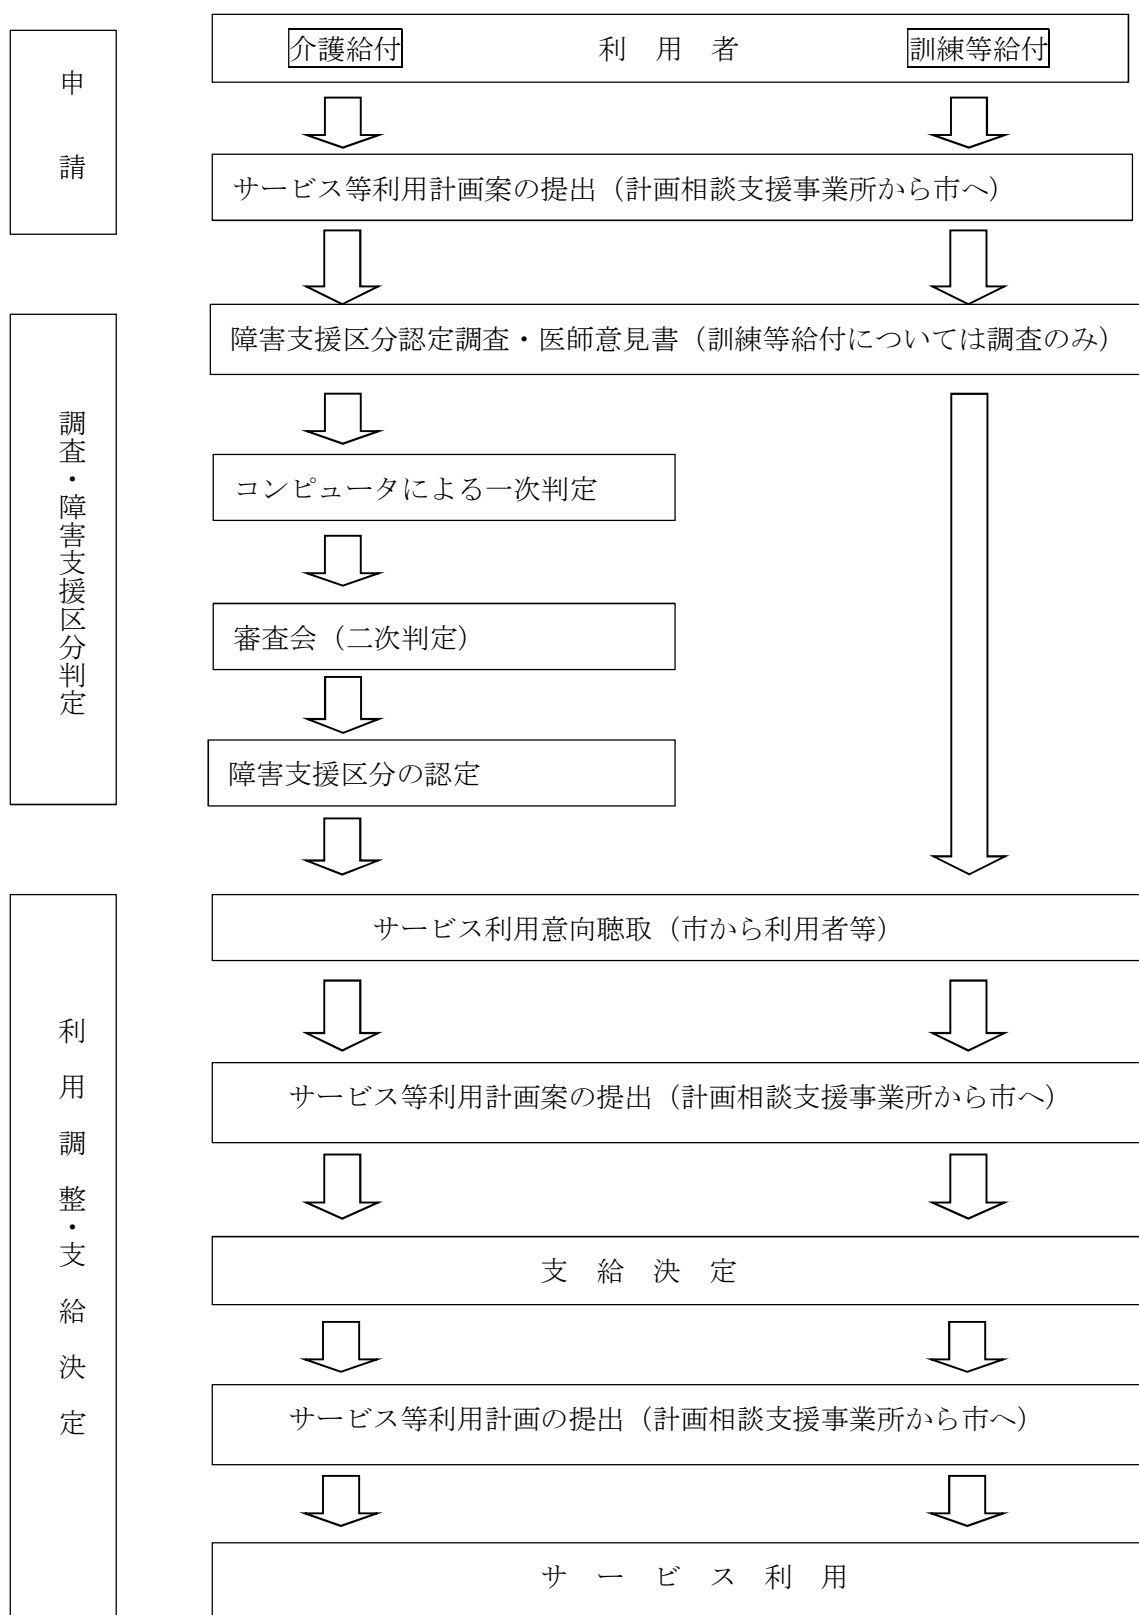 申請
介護給付 利用者 訓練等給付
サービス等利用計画案の提出（計画相談支援事業所から市へ）
調査・障害支援区分判定
障害支援区分認定調査・医師意見書（訓練等給付については調査のみ）
コンピュータによる一次判定
審査会（二次判定）
障害支援区分の認定
利用調整・支給決定
サービス利用意向聴取（市から利用者等）
サービス等利用計画案の提出（計画相談支援事業所から市へ）
支給決定
サービス等利用計画の提出（計画相談支援事業所から市へ）
サービス利用